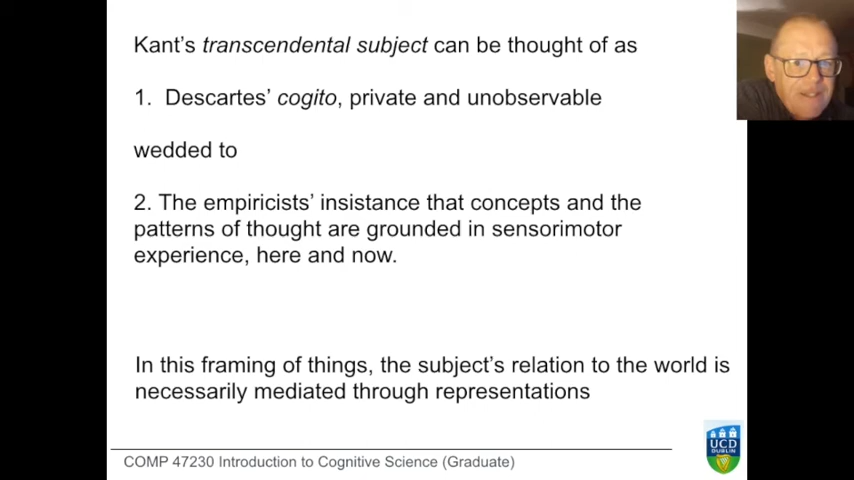 Kant's transcendental subject can be thought of as
1. Descartes' cogito, private and unobservable
wedded to
2. The empiricists' insistance that concepts and the
patterns of thought are grounded in sensorimotor
experience, here and now.
In this framing of things, the subject's relation to the world is
necessarily mediated through representations
COMP 47230 Introduction to Cognitive Science (Graduate)
UCD
DUBLIN